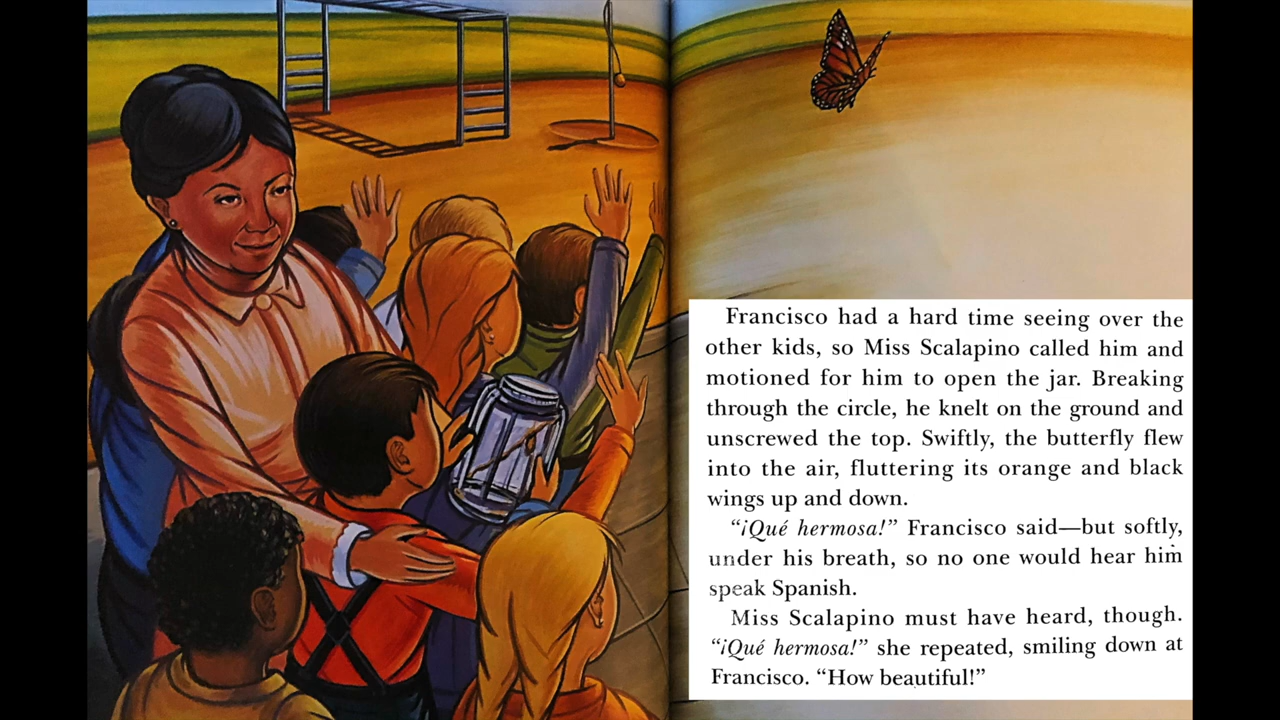 Francisco had a hard time seeing over the
other kids, so Miss Scalapino called him and
motioned for him to open the jar. Breaking
through the circle, he knelt on the ground and
unscrewed the top. Swiftly, the butterfly flew
into the air, fluttering its orange and black
wings up and down.
“¡Qué hermosa!” Francisco said—but softly,
under his breath, so no one would hear him
speak Spanish.
Miss Scalapino must have heard, though.
“¡Qué hermosa!” she repeated, smiling down at
Francisco. “How beautiful!”